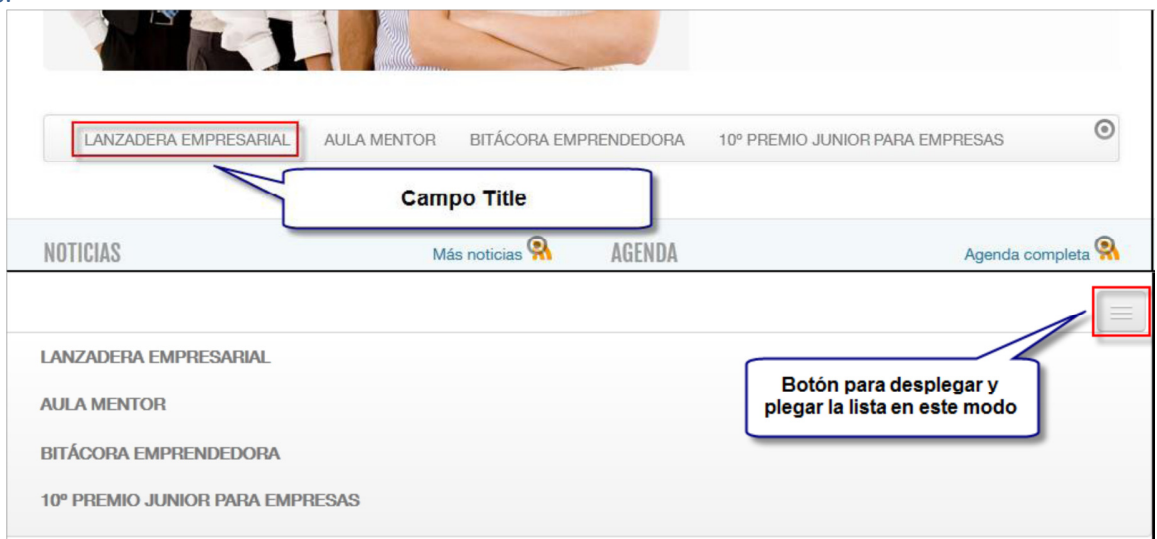 LANZADERA EMPRESARIAL AULA MENTOR BITÁCORA EMPRENDEDORA 10º PREMIO JUNIOR PARA EMPRESAS
Campo Title
NOTICIAS Más noticias AGENDA Agenda completa
LANZADERA EMPRESARIAL
AULA MENTOR
BITÁCORA EMPRENDEDORA
10º PREMIO JUNIOR PARA EMPRESAS
Botón para desplegar y
plegar la lista en este modo